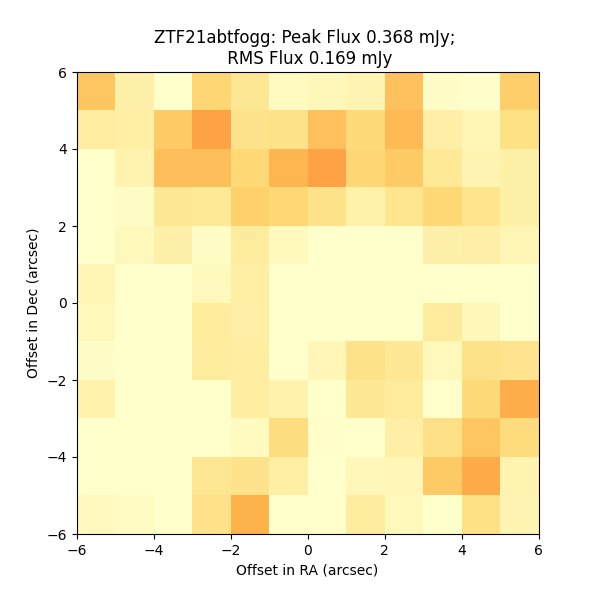 ZTF21abtfogg: Peak Flux 0.368 mJy;
RMS Flux 0.169 mJy
6
4
2
0
−2
−4
−6
Offset in Dec (arcsec)
−6 −4 −2 0 2 4 6
Offset in RA (arcsec)